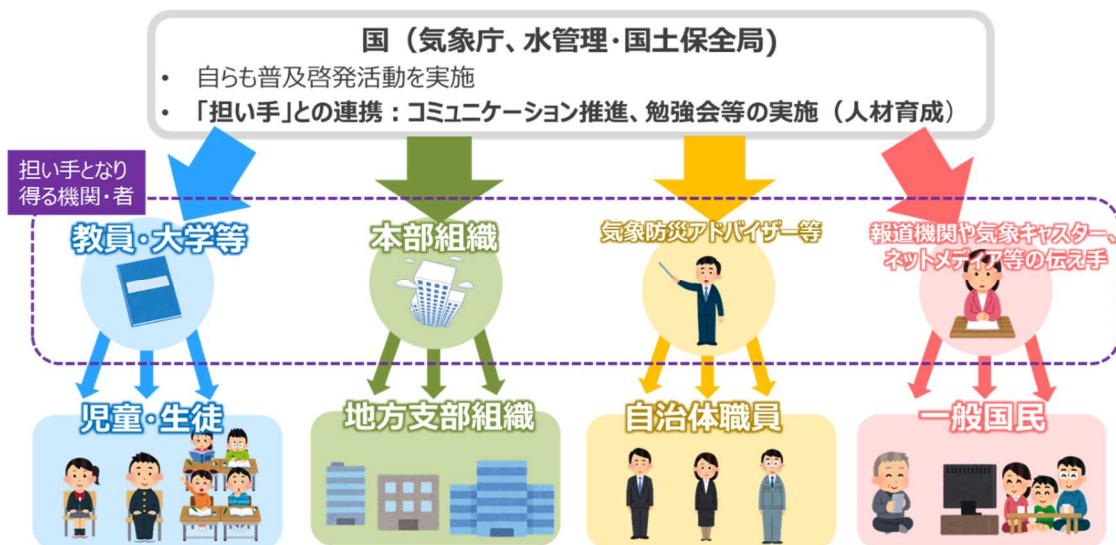 国（気象庁、水管理・国土保全局)
• 自らも普及啓発活動を実施
• 「担い手」との連携：コミュニケーション推進、勉強会等の実施（人材育成）
担い手となり
得る機関・者
教員・大学等
本部組織
気象防災アドバイザー等
報道機関や気象キャスター、
ネットメディア等の伝え手
児童・生徒
地方支部組織
自治体職員
一般国民